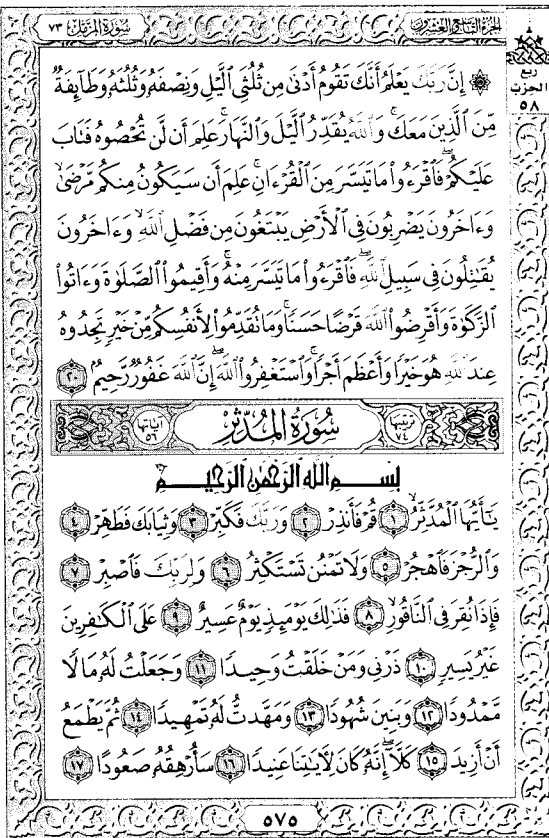 الجزء التاسع والعشرون
سورة المزمل ٧٣
ربع
الحزب
٥٨
۞ إِنَّ رَبَّكَ يَعْلَمُ أَنَّكَ تَقُومُ أَدْنَىٰ مِن ثُلُثَىِ ٱلَّيْلِ وَنِصْفَهُۥ وَثُلُثَهُۥ وَطَآئِفَةٌ
مِّنَ ٱلَّذِينَ مَعَكَ ۚ وَٱللَّهُ يُقَدِّرُ ٱلَّيْلَ وَٱلنَّهَارَ ۚ عَلِمَ أَن لَّن تُحْصُوهُ فَتَابَ
عَلَيْكُمْ ۖ فَٱقْرَءُوا۟ مَا تَيَسَّرَ مِنَ ٱلْقُرْءَانِ ۚ عَلِمَ أَن سَيَكُونُ مِنكُم مَّرْضَىٰ ۙ
وَءَاخَرُونَ يَضْرِبُونَ فِى ٱلْأَرْضِ يَبْتَغُونَ مِن فَضْلِ ٱللَّهِ ۙ وَءَاخَرُونَ
يُقَٰتِلُونَ فِى سَبِيلِ ٱللَّهِ ۖ فَٱقْرَءُوا۟ مَا تَيَسَّرَ مِنْهُ ۚ وَأَقِيمُوا۟ ٱلصَّلَوٰةَ وَءَاتُوا۟
ٱلزَّكَوٰةَ وَأَقْرِضُوا۟ ٱللَّهَ قَرْضًا حَسَنًا ۚ وَمَا تُقَدِّمُوا۟ لِأَنفُسِكُم مِّنْ خَيْرٍ تَجِدُوهُ
عِندَ ٱللَّهِ هُوَ خَيْرًا وَأَعْظَمَ أَجْرًا ۚ وَٱسْتَغْفِرُوا۟ ٱللَّهَ ۖ إِنَّ ٱللَّهَ غَفُورٌ رَّحِيمٌۢ ٢٠
ترتيبها ٧٤ سُورَةُ المُدَّثِّرِ آياتها ٥٦
بِسْمِ ٱللَّهِ ٱلرَّحْمَٰنِ ٱلرَّحِيمِ
يَٰٓأَيُّهَا ٱلْمُدَّثِّرُ ١ قُمْ فَأَنذِرْ ٢ وَرَبَّكَ فَكَبِّرْ ٣ وَثِيَابَكَ فَطَهِّرْ ٤
وَٱلرُّجْزَ فَٱهْجُرْ ٥ وَلَا تَمْنُن تَسْتَكْثِرُ ٦ وَلِرَبِّكَ فَٱصْبِرْ ٧
فَإِذَا نُقِرَ فِى ٱلنَّاقُورِ ٨ فَذَٰلِكَ يَوْمَئِذٍ يَوْمٌ عَسِيرٌ ٩ عَلَى ٱلْكَٰفِرِينَ
غَيْرُ يَسِيرٍ ١٠ ذَرْنِى وَمَنْ خَلَقْتُ وَحِيدًا ١١ وَجَعَلْتُ لَهُۥ مَالًا
مَّمْدُودًا ١٢ وَبَنِينَ شُهُودًا ١٣ وَمَهَّدتُّ لَهُۥ تَمْهِيدًا ١٤ ثُمَّ يَطْمَعُ
أَنْ أَزِيدَ ١٥ كَلَّآ ۖ إِنَّهُۥ كَانَ لِءَايَٰتِنَا عَنِيدًا ١٦ سَأُرْهِقُهُۥ صَعُودًا ١٧
٥٧٥